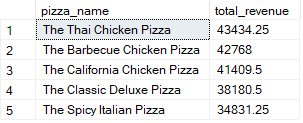 pizza_name total_revenue
1 The Thai Chicken Pizza 43434.25
2 The Barbecue Chicken Pizza 42768
3 The California Chicken Pizza 41409.5
4 The Classic Deluxe Pizza 38180.5
5 The Spicy Italian Pizza 34831.25